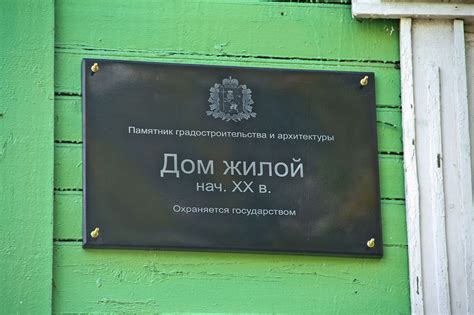 Памятник градостроительства и архитектуры
Дом жилой
нач. XX в.
Охраняется государством